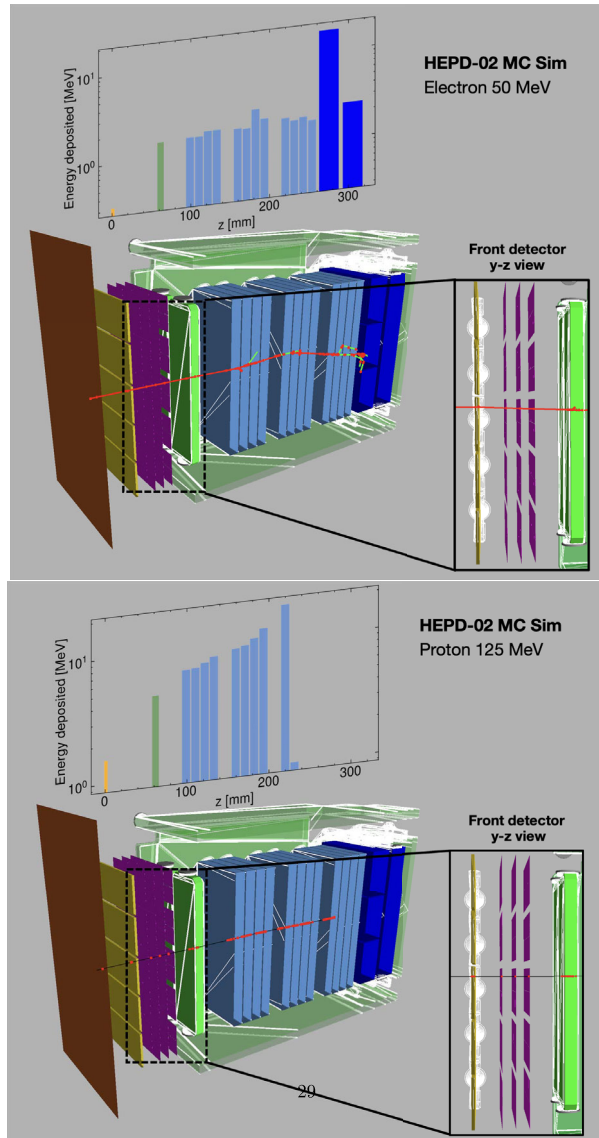 HEPD-02 MC Sim
Electron 50 MeV
Energy deposited [MeV]
10¹
10⁰
0
100
200
300
z [mm]
Front detector
y-z view
HEPD-02 MC Sim
Proton 125 MeV
Energy deposited [MeV]
10¹
10⁰
0
100
200
300
z [mm]
Front detector
y-z view
29